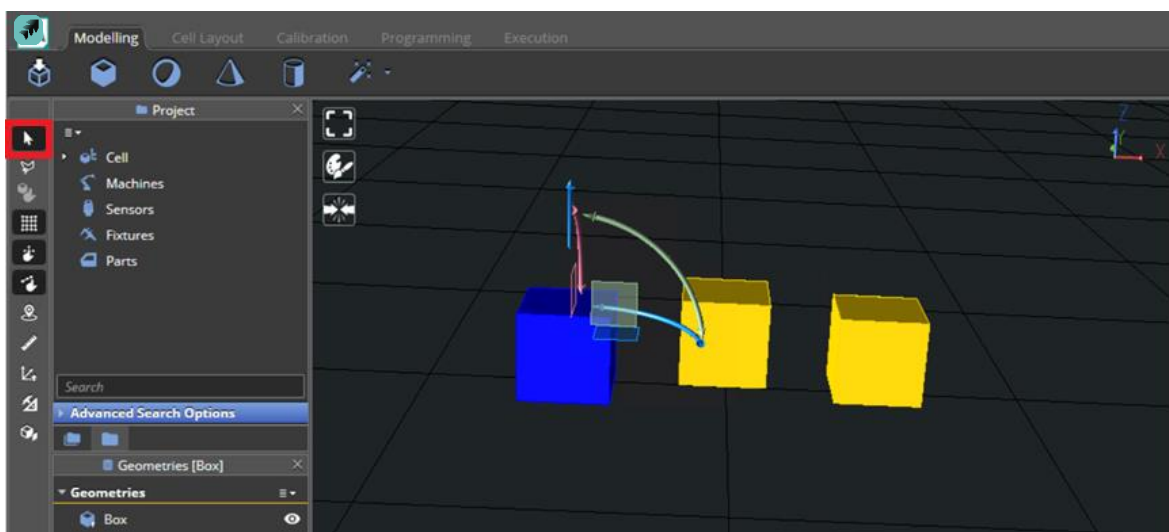 Modelling Cell Layout Calibration Programming Execution
Project
Cell
Machines
Sensors
Fixtures
Parts
Search
Advanced Search Options
Geometries [Box]
Geometries
Box
Z
Y
X